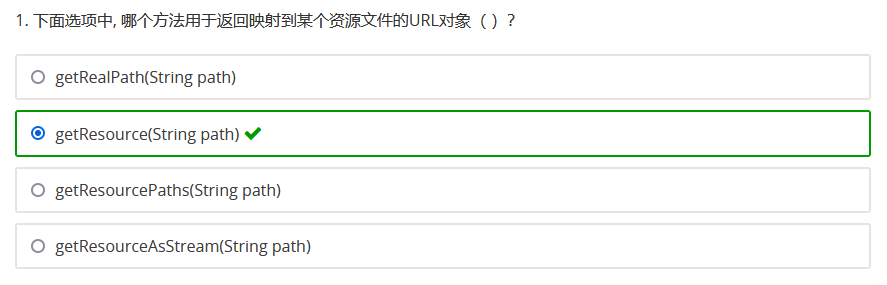 1. 下面选项中, 哪个方法用于返回映射到某个资源文件的URL对象（ ）？
getRealPath(String path)
getResource(String path)
getResourcePaths(String path)
getResourceAsStream(String path)